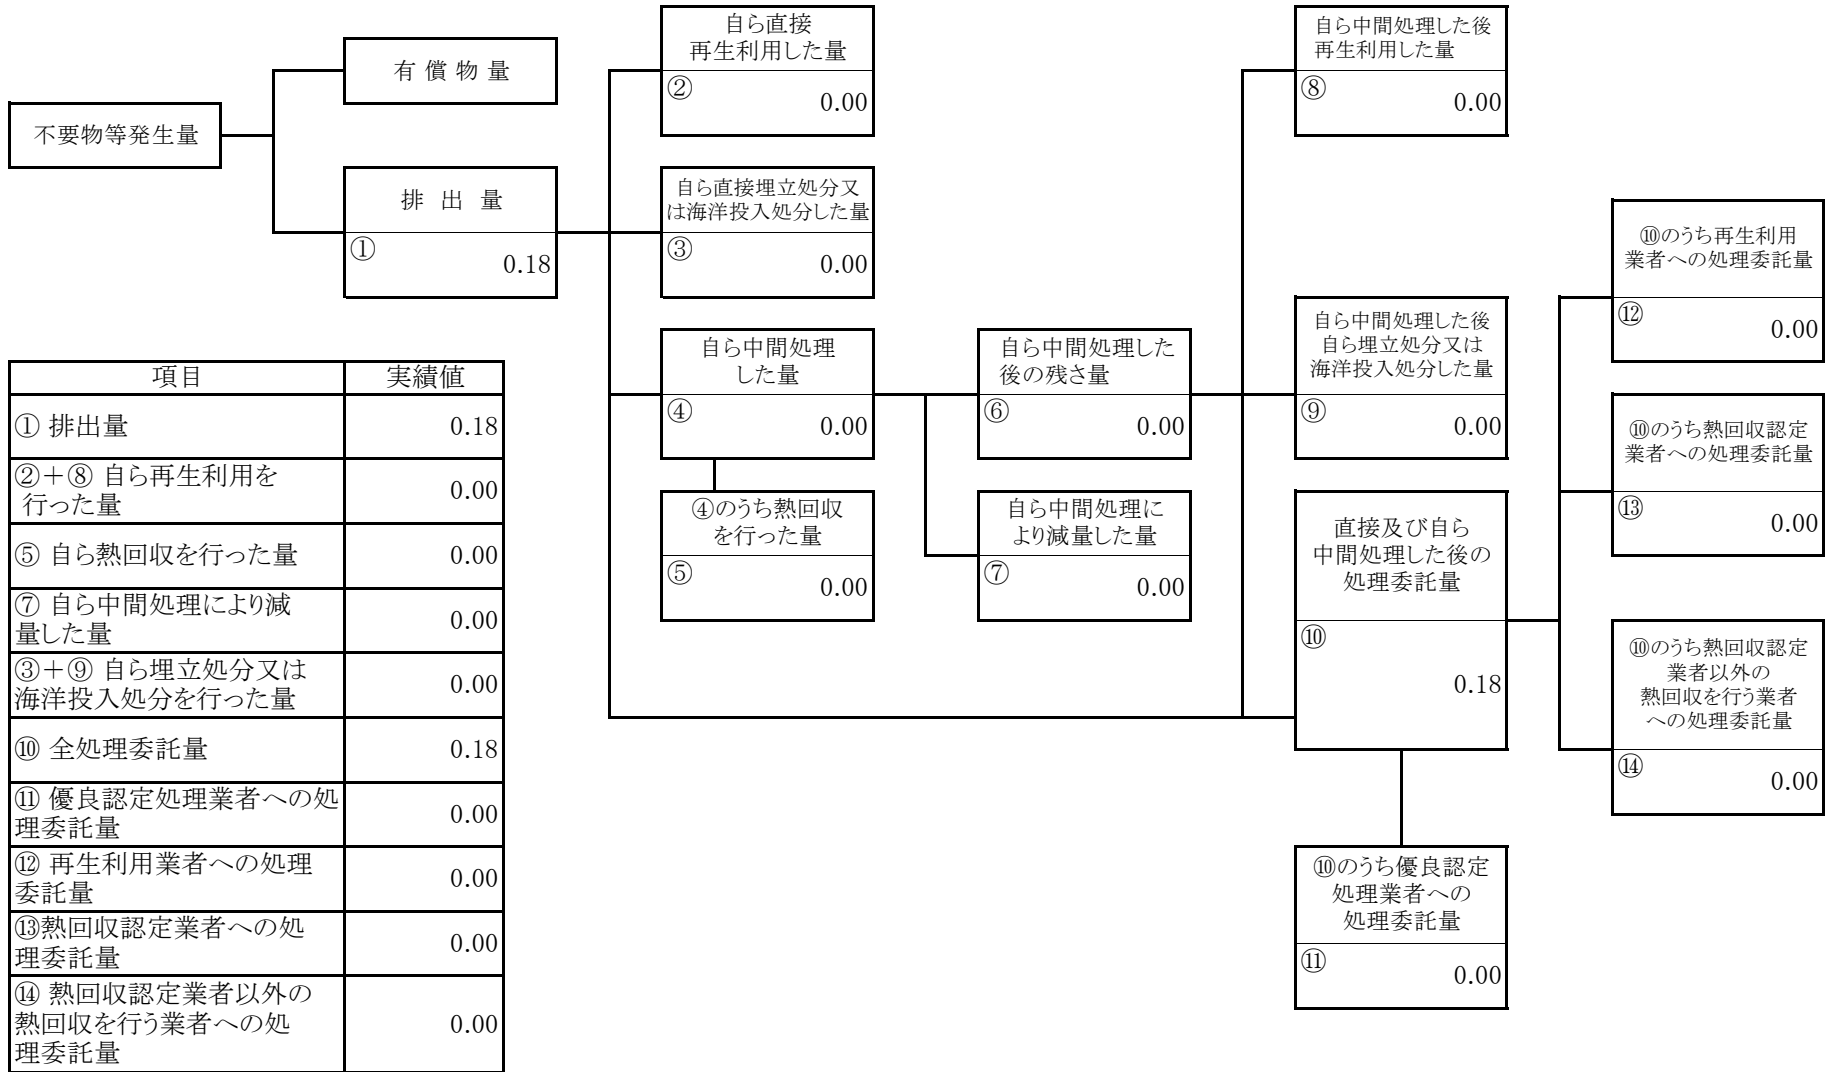 不要物等発生量
有 償 物 量
排 出 量
①
0.18
自ら直接
再生利用した量
②
0.00
自ら直接埋立処分又
は海洋投入処分した量
③
0.00
自ら中間処理
した量
④
0.00
④のうち熱回収
を行った量
⑤
0.00
自ら中間処理した
後の残さ量
⑥
0.00
自ら中間処理に
より減量した量
⑦
0.00
自ら中間処理した後
再生利用した量
⑧
0.00
自ら中間処理した後
自ら埋立処分又は
海洋投入処分した量
⑨
0.00
直接及び自ら
中間処理した後の
処理委託量
⑩
0.18
⑩のうち優良認定
処理業者への
処理委託量
⑪
0.00
⑩のうち再生利用
業者への処理委託量
⑫
0.00
⑩のうち熱回収認定
業者への処理委託量
⑬
0.00
⑩のうち熱回収認定
業者以外の
熱回収を行う業者
への処理委託量
⑭
0.00
項目 実績値
① 排出量 0.18
②+⑧ 自ら再生利用を
行った量 0.00
⑤ 自ら熱回収を行った量 0.00
⑦ 自ら中間処理により減
量した量 0.00
③+⑨ 自ら埋立処分又は
海洋投入処分を行った量 0.00
⑩ 全処理委託量 0.18
⑪ 優良認定処理業者への処
理委託量 0.00
⑫ 再生利用業者への処理
委託量 0.00
⑬熱回収認定業者への処
理委託量 0.00
⑭ 熱回収認定業者以外の
熱回収を行う業者への処
理委託量 0.00